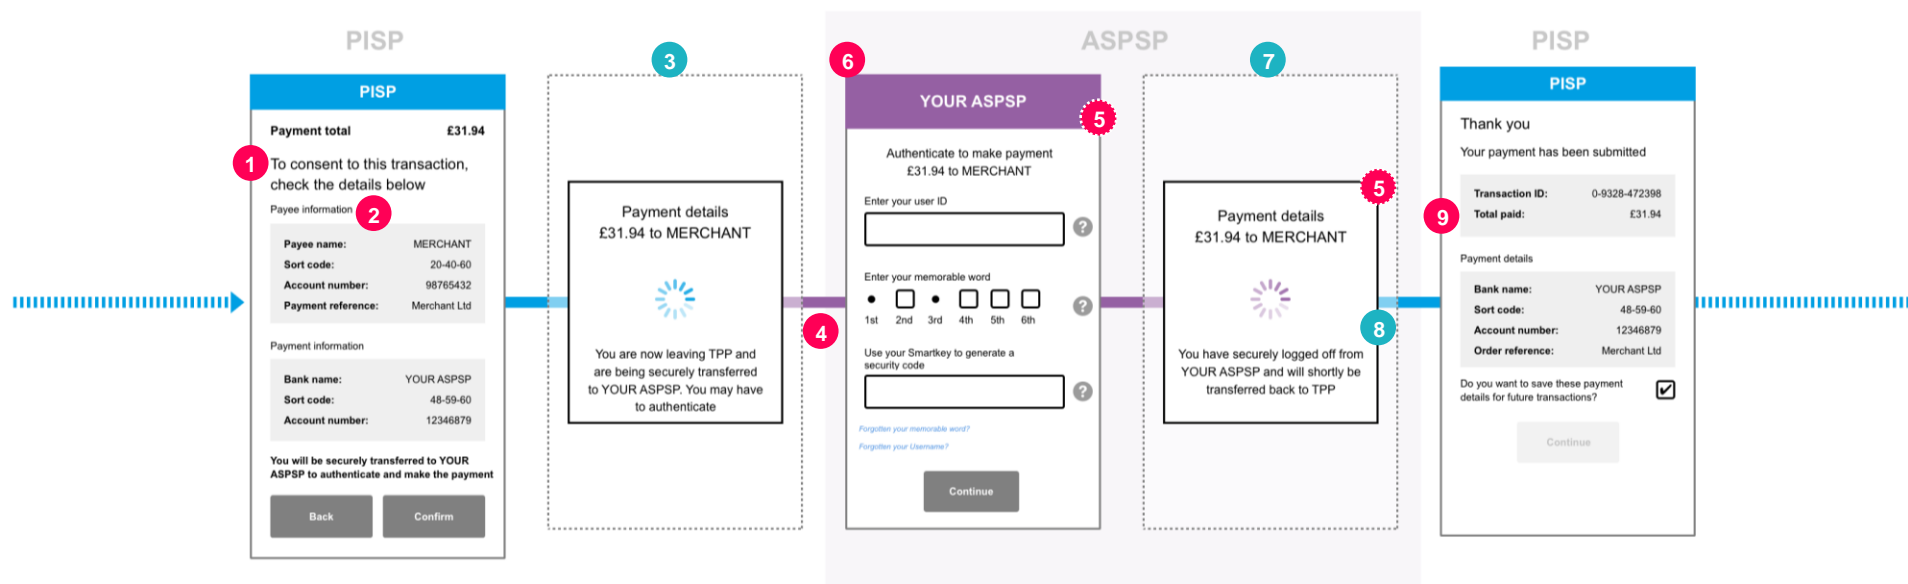 PISP
PISP
Payment total £31.94
1
To consent to this transaction,
check the details below
Payee information
2
Payee name: MERCHANT
Sort code: 20-40-60
Account number: 98765432
Payment reference: Merchant Ltd
Payment information
Bank name: YOUR ASPSP
Sort code: 48-59-60
Account number: 12346879
You will be securely transferred to YOUR
ASPSP to authenticate and make the payment
Back Confirm
3
Payment details
£31.94 to MERCHANT
You are now leaving TPP and
are being securely transferred
to YOUR ASPSP. You may have
to authenticate
4
ASPSP
6
YOUR ASPSP
5
Authenticate to make payment
£31.94 to MERCHANT
Enter your user ID
?
Enter your memorable word
?
1st 2nd 3rd 4th 5th 6th
Use your Smartkey to generate a
security code
?
Forgotten your memorable word?
Forgotten your Username?
Continue
7
5
Payment details
£31.94 to MERCHANT
8
You have securely logged off from
YOUR ASPSP and will shortly be
transferred back to TPP
PISP
PISP
Thank you
Your payment has been submitted
Transaction ID: 0-9328-472398
Total paid: £31.94
9
Payment details
Bank name: YOUR ASPSP
Sort code: 48-59-60
Account number: 12346879
Order reference: Merchant Ltd
Do you want to save these payment
details for future transactions?
Continue